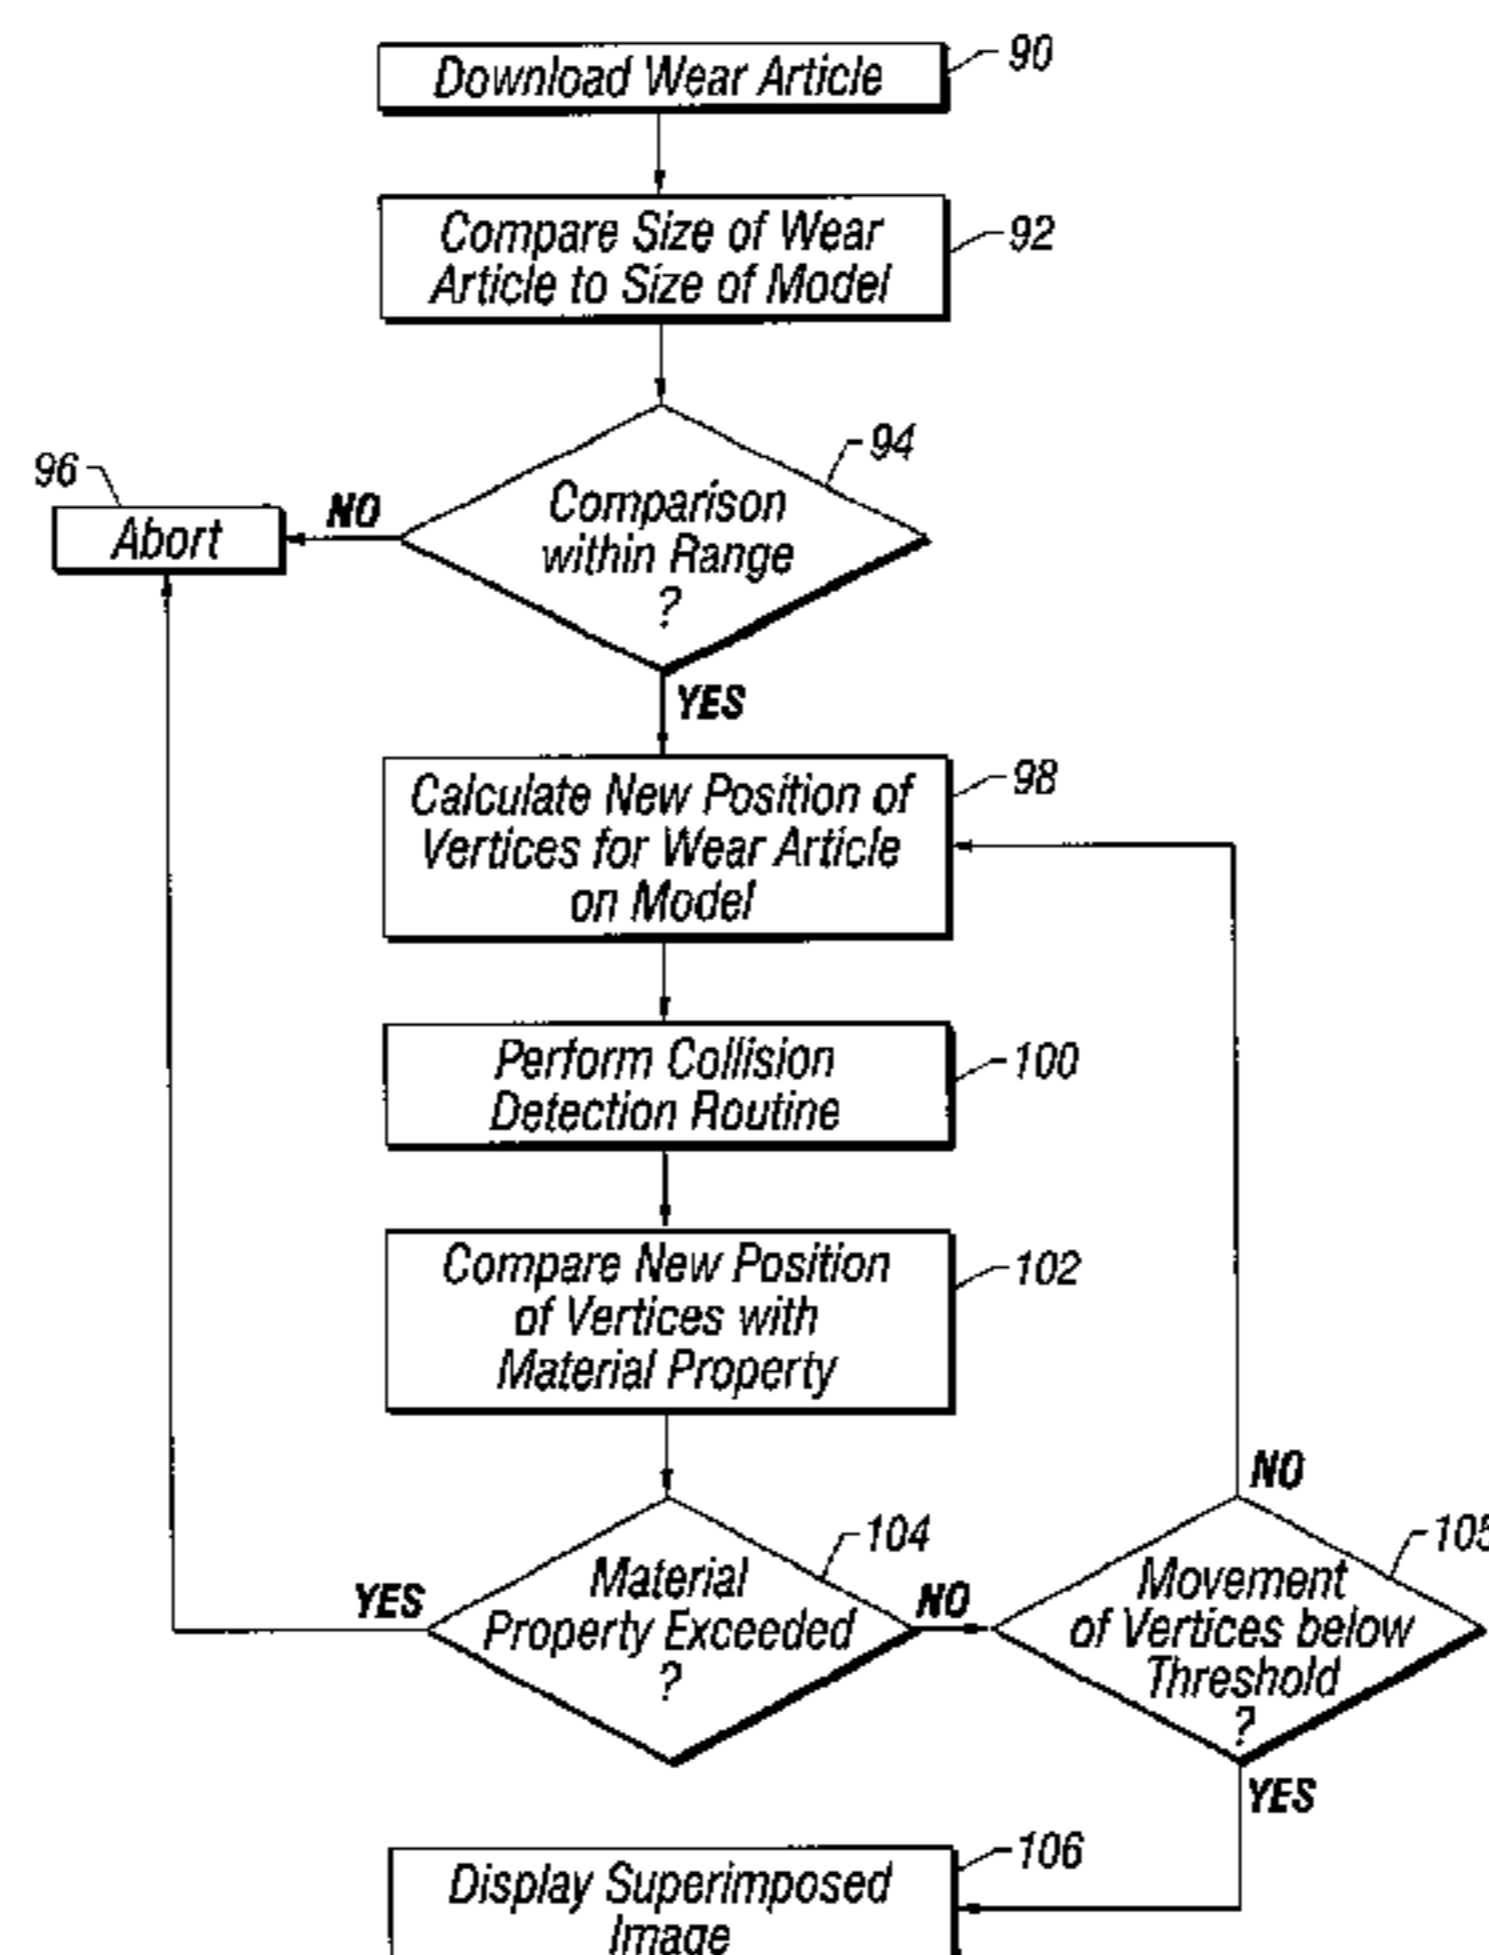 Download Wear Article
90
Compare Size of Wear
Article to Size of Model
92
Comparison
within Range
?
94
NO
96
Abort
YES
Calculate New Position of
Vertices for Wear Article
on Model
98
Perform Collision
Detection Routine
100
Compare New Position
of Vertices with
Material Property
102
Material
Property Exceeded
?
104
YES
NO
Movement
of Vertices below
Threshold
?
105
NO
YES
Display Superimposed
Image
106